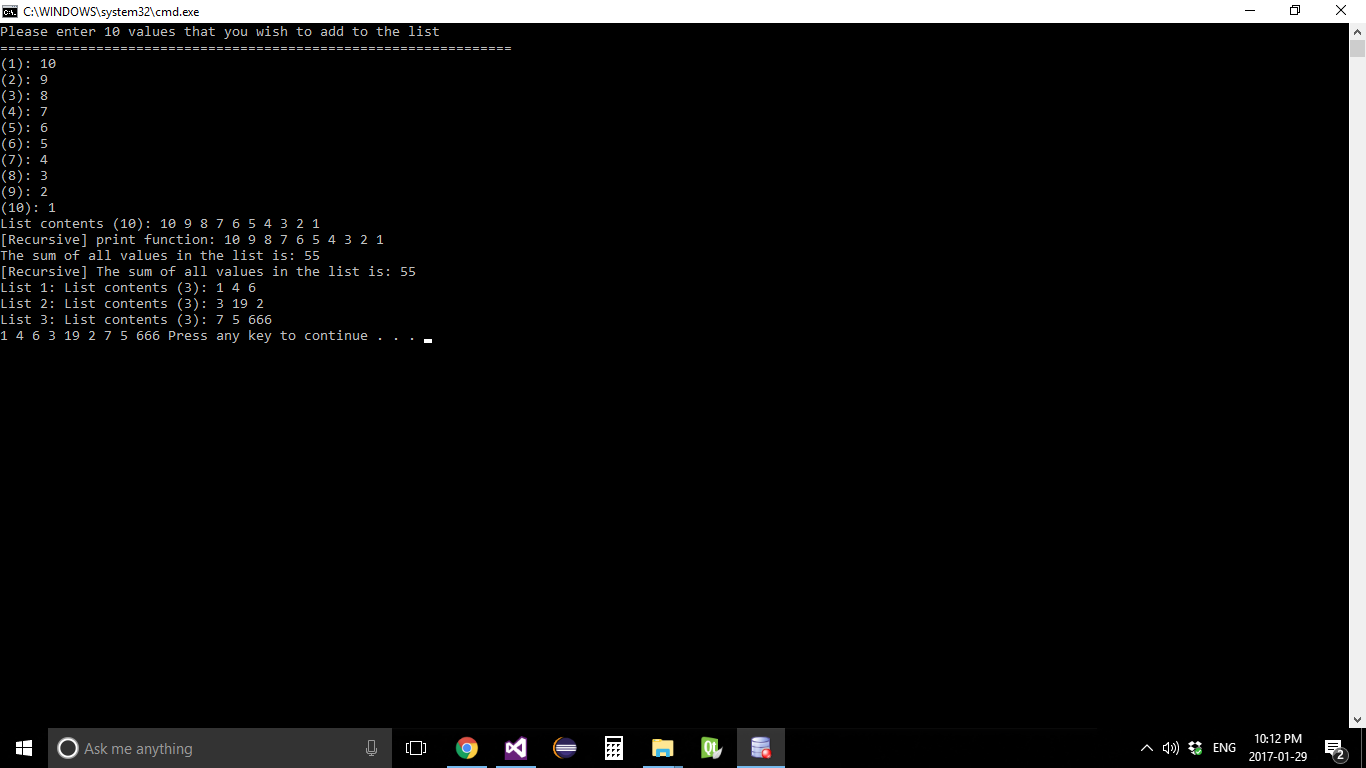 C:\WINDOWS\system32\cmd.exe
Please enter 10 values that you wish to add to the list
================================================================
(1): 10
(2): 9
(3): 8
(4): 7
(5): 6
(6): 5
(7): 4
(8): 3
(9): 2
(10): 1
List contents (10): 10 9 8 7 6 5 4 3 2 1
[Recursive] print function: 10 9 8 7 6 5 4 3 2 1
The sum of all values in the list is: 55
[Recursive] The sum of all values in the list is: 55
List 1: List contents (3): 1 4 6
List 2: List contents (3): 3 19 2
List 3: List contents (3): 7 5 666
1 4 6 3 19 2 7 5 666 Press any key to continue . . .
Ask me anything
Qt
ENG
10:12 PM
2017-01-29
2